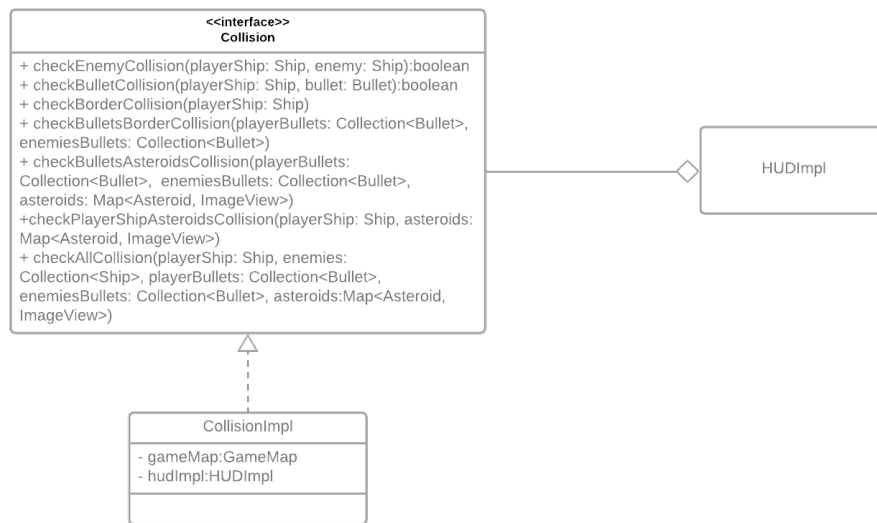 <<interface>>
Collision
+ checkEnemyCollision(playerShip: Ship, enemy: Ship):boolean
+ checkBulletCollision(playerShip: Ship, bullet: Bullet):boolean
+ checkBorderCollision(playerShip: Ship)
+ checkBulletsBorderCollision(playerBullets: Collection<Bullet>,
enemiesBullets: Collection<Bullet>)
+ checkBulletsAsteroidsCollision(playerBullets:
Collection<Bullet>, enemiesBullets: Collection<Bullet>,
asteroids: Map<Asteroid, ImageView>)
+checkPlayerShipAsteroidsCollision(playerShip: Ship, asteroids:
Map<Asteroid, ImageView>)
+ checkAllCollision(playerShip: Ship, enemies:
Collection<Ship>, playerBullets: Collection<Bullet>,
enemiesBullets: Collection<Bullet>, asteroids:Map<Asteroid,
ImageView>)
HUDImpl
CollisionImpl
- gameMap:GameMap
- hudImpl:HUDImpl